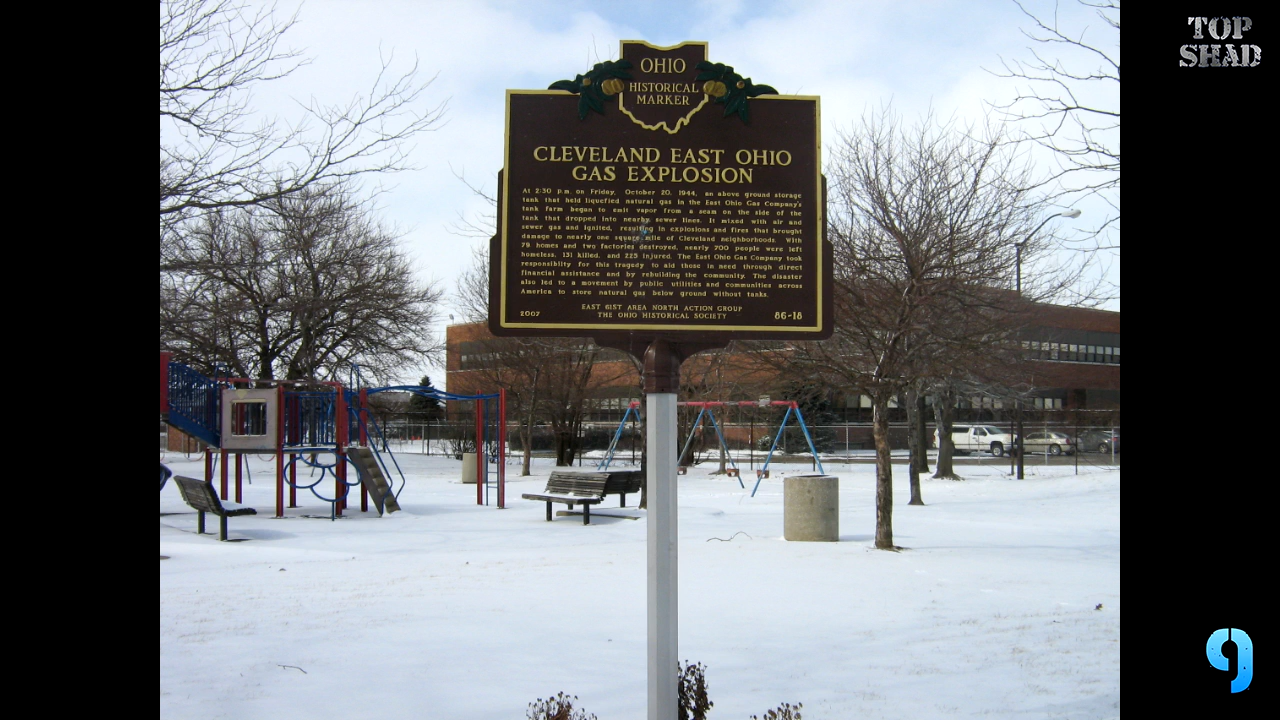 TOP
SHAD
OHIO
HISTORICAL
MARKER
CLEVELAND EAST OHIO
GAS EXPLOSION
At 2:30 p.m. on Friday, October 20, 1944, an above ground storage
tank that held liquefied natural gas in the East Ohio Gas Company's
tank farm began to emit vapor from a seam on the side of the
tank that dropped into nearby sewer lines. It mixed with air and
sewer gas and ignited, resulting in explosions and fires that brought
damage to nearly one square mile of Cleveland neighborhoods. With
79 homes and two factories destroyed, nearly 700 people were left
homeless, 131 killed, and 225 injured. The East Ohio Gas Company took
responsiblity for this tragedy to aid those in need through direct
financial assistance and by rebuilding the community. The disaster
also led to a movement by public utilities and communities across
America to store natural gas below ground without tanks.
EAST 61ST AREA NORTH ACTION GROUP
THE OHIO HISTORICAL SOCIETY
2007
86-18
9